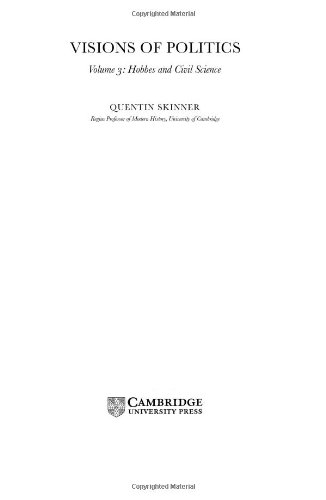 Copyrighted Material
VISIONS OF POLITICS
Volume 3: Hobbes and Civil Science
QUENTIN SKINNER
Regius Professor of Modern History, University of Cambridge
CAMBRIDGE
UNIVERSITY PRESS
Copyrighted Material